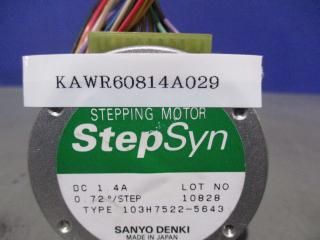 KAWR60814A029
STEPPING MOTOR
StepSyn
DC 1.4A LOT NO
0.72°/STEP 10828
TYPE 103H7522-5643
SANYO DENKI
MADE IN JAPAN